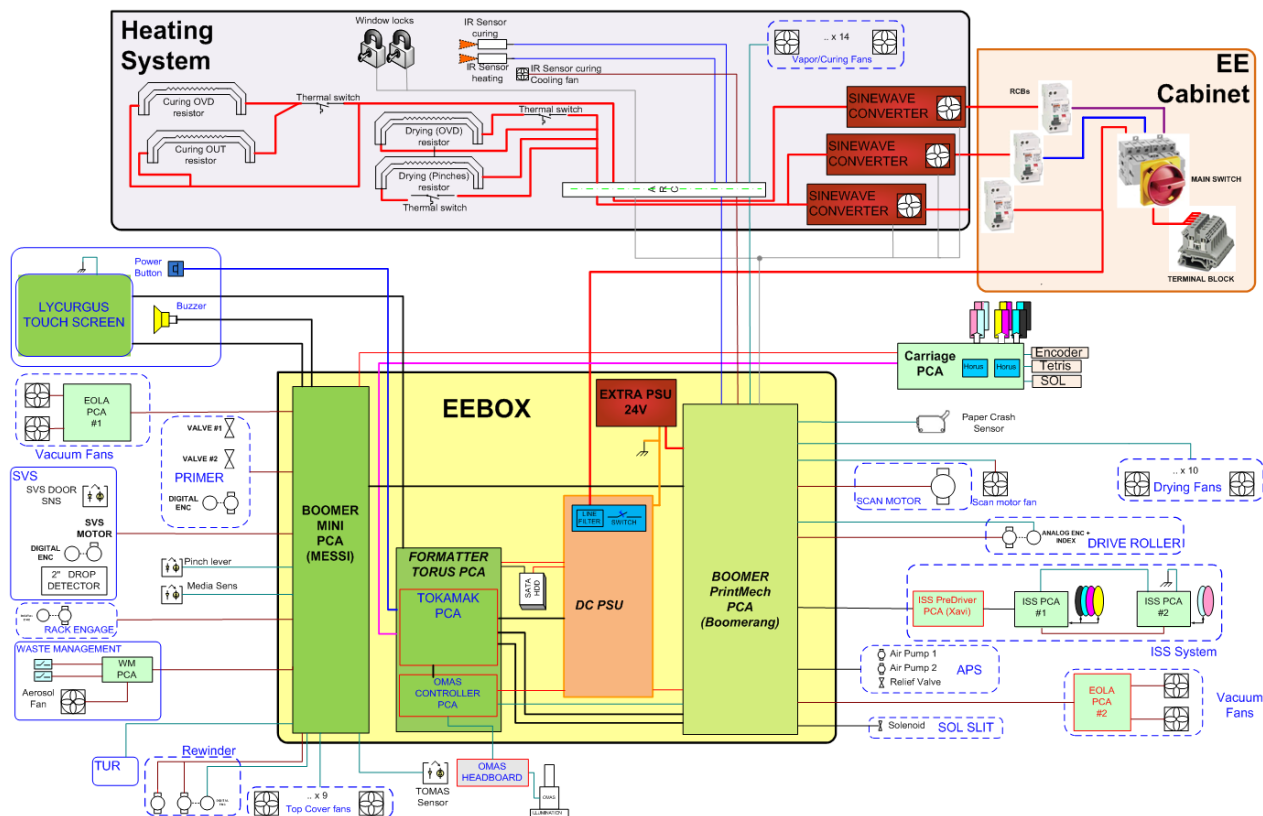 Heating
System
Window locks
IR Sensor
curing
IR Sensor
heating
IR Sensor curing
Cooling fan
.. x 14
Vapor/Curing Fans
EE
Cabinet
Curing OVD
resistor
Thermal switch
Curing OUT
resistor
Drying (OVD)
resistor
Thermal switch
Drying (Pinches)
resistor
Thermal switch
A R C
SINEWAVE
CONVERTER
SINEWAVE
CONVERTER
SINEWAVE
CONVERTER
RCBs
MAIN SWITCH
TERMINAL BLOCK
Power
Button
LYCURGUS
TOUCH SCREEN
Buzzer
Carriage
PCA
Horus
Horus
Encoder
Tetris
SOL
EEBOX
EXTRA PSU
24V
EOLA
PCA
#1
Vacuum Fans
VALVE #1
VALVE #2
PRIMER
DIGITAL
ENC
SVS
SVS DOOR
SNS
SVS
MOTOR
DIGITAL
ENC
2" DROP
DETECTOR
Pinch lever
Media Sens
RACK ENGAGE
WASTE MANAGEMENT
WM
PCA
Aerosol
Fan
TUR
Rewinder
.. x 9
Top Cover fans
BOOMER
MINI
PCA
(MESSI)
FORMATTER
TORUS PCA
TOKAMAK
PCA
OMAS
CONTROLLER
PCA
SATA
HDD
LINE
FILTER
SWITCH
DC PSU
BOOMER
PrintMech
PCA
(Boomerang)
TOMAS
Sensor
OMAS
HEADBOARD
OMAS
ILLUMINATION
Paper Crash
Sensor
SCAN MOTOR
Scan motor fan
.. x 10
Drying Fans
ANALOG ENC +
INDEX
DRIVE ROLLER
ISS PreDriver
PCA (Xavi)
ISS PCA
#1
ISS PCA
#2
ISS System
Air Pump 1
Air Pump 2
Relief Valve
APS
Solenoid
SOL SLIT
EOLA
PCA
#2
Vacuum
Fans